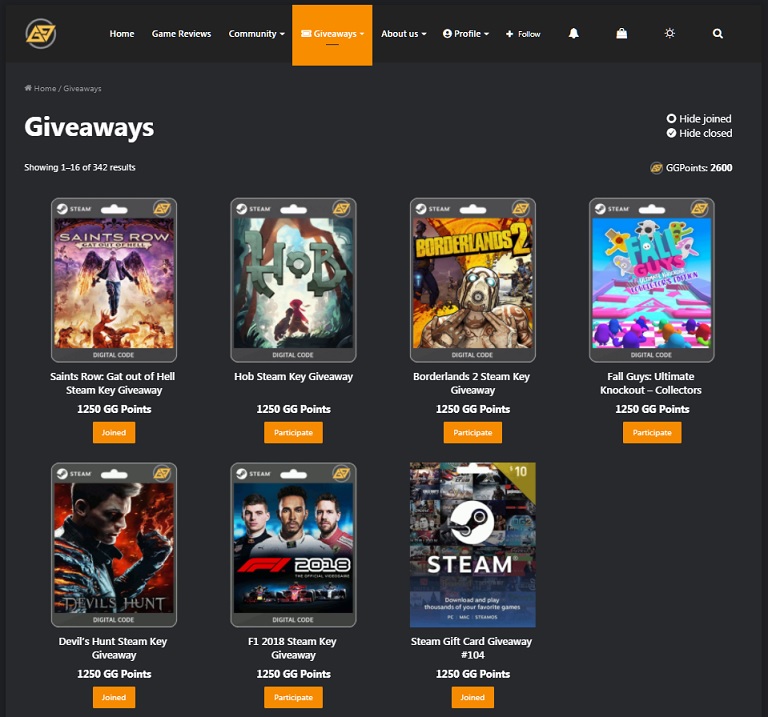 Home
Game Reviews
Community
Giveaways
About us
Profile
Follow
Home / Giveaways
Giveaways
Hide joined
Hide closed
Showing 1–16 of 342 results
GGPoints: 2600
STEAM
SAINTS ROW
GAT OUT OF HELL
DIGITAL CODE
STEAM
HOB
DIGITAL CODE
STEAM
BORDERLANDS 2
DIGITAL CODE
STEAM
FALL GUYS
ULTIMATE KNOCKOUT
COLLECTOR'S EDITION
DIGITAL CODE
Saints Row: Gat out of Hell
Steam Key Giveaway
1250 GG Points
Joined
Hob Steam Key Giveaway
1250 GG Points
Participate
Borderlands 2 Steam Key
Giveaway
1250 GG Points
Participate
Fall Guys: Ultimate
Knockout – Collectors
1250 GG Points
Participate
STEAM
DEVIL'S HUNT
DIGITAL CODE
STEAM
F1 2018
THE OFFICIAL VIDEOGAME
DIGITAL CODE
$10
STEAM
Download and play
thousands of your favorite games
PC | MAC | STEAMOS
Devil's Hunt Steam Key
Giveaway
1250 GG Points
Joined
F1 2018 Steam Key
Giveaway
1250 GG Points
Participate
Steam Gift Card Giveaway
#104
1250 GG Points
Joined